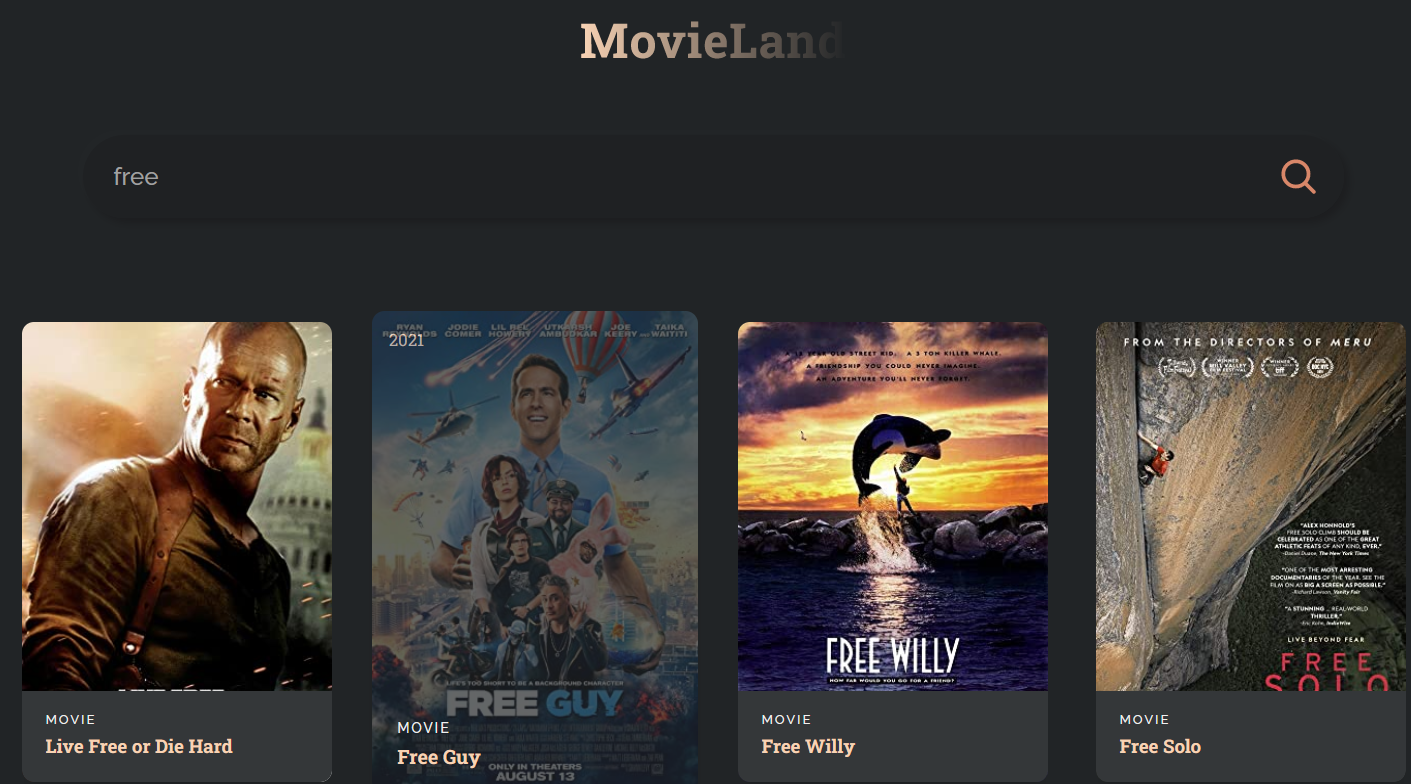 MovieLand
free
2021
RYAN REYNOLDS JODIE COMER LIL REL HOWERY UTKARSH AMBUDKAR JOE KEERY AND TAIKA WAITITI
LIFE'S TOO SHORT TO BE A BACKGROUND CHARACTER
FREE GUY
ONLY IN THEATERS
AUGUST 13
A 12 YEAR OLD STREET KID. A 3 TON KILLER WHALE.
A FRIENDSHIP YOU COULD NEVER IMAGINE.
AN ADVENTURE YOU'LL NEVER FORGET.
FREE WILLY
HOW FAR WOULD YOU GO FOR A FRIEND?
FROM THE DIRECTORS OF MERU
"ALEX HONNOLD'S
FREE SOLO CLIMB SHOULD BE
CELEBRATED AS ONE OF THE GREAT
ATHLETIC FEATS OF ANY KIND, EVER."
-Daniel Duane, The New York Times
"ONE OF THE MOST ARRESTING
DOCUMENTARIES OF THE YEAR. SEE THE
FILM ON AS BIG A SCREEN AS POSSIBLE."
-Richard Lawson, Vanity Fair
"A STUNNING ... REAL-WORLD
THRILLER."
-Eric Kohn, IndieWire
LIVE BEYOND FEAR
FREE
SOLO
MOVIE
Live Free or Die Hard
MOVIE
Free Guy
MOVIE
Free Willy
MOVIE
Free Solo